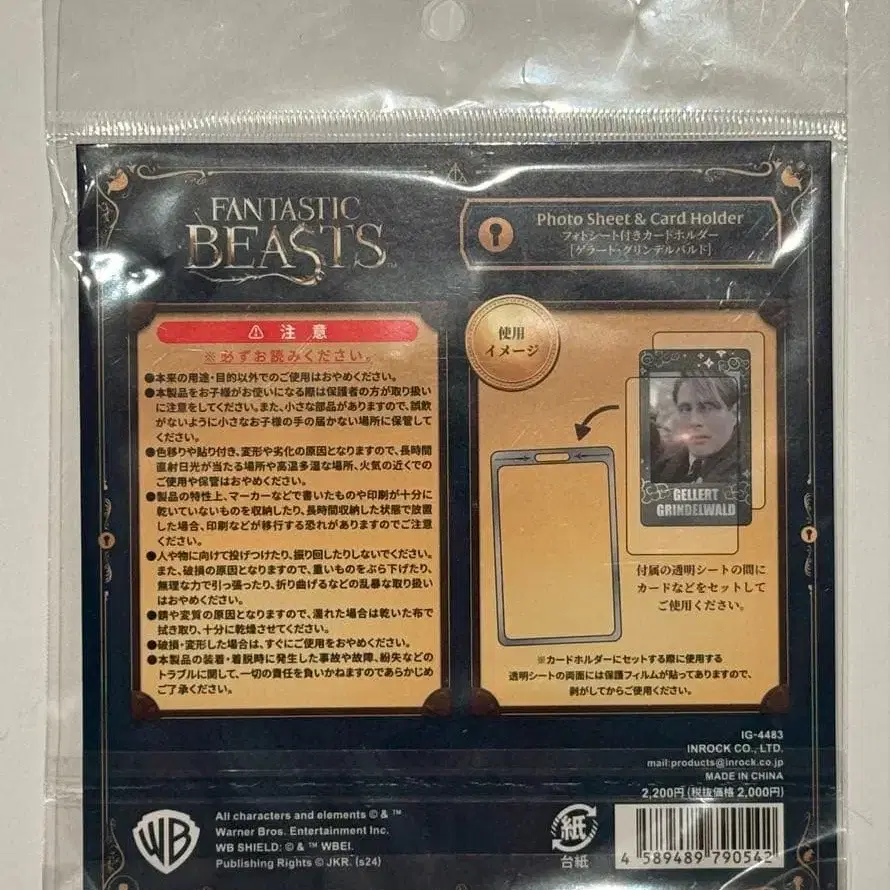 FANTASTIC
BEASTS™
Photo Sheet & Card Holder
フォトシート付きカードホルダー
[ゲラート・グリンデルバルド]
注意
※必ずお読みください。
●本来の用途・目的以外でのご使用はおやめください。
●本製品をお子様がお使いになる際は保護者の方が取り扱い
に注意をしてください。また、小さな部品がありますので、誤飲
がないように小さなお子様の手の届かない場所に保管して
ください。
●色移りや貼り付き、変形や劣化の原因となりますので、長時間
直射日光が当たる場所や高温多湿な場所、火気の近くでの
ご使用や保管はおやめください。
●製品の特性上、マーカーなどで書いたものや印刷が十分に
乾いていないものを収納したり、長時間収納した状態で放置
した場合、印刷などが移行する恐れがありますのでご注意
ください。
●人や物に向けて投げつけたり、振り回したりしないでください。
また、破損の原因となりますので、重いものをぶら下げたり、
無理な力で引っ張ったり、折り曲げるなどの乱暴な取り扱い
はおやめください。
●錆や変質の原因となりますので、濡れた場合は乾いた布で
拭き取り、十分に乾燥させてください。
●破損・変形した場合は、すぐにご使用をおやめください。
●本製品の装着・着脱時に発生した事故や故障、紛失などの
トラブルに関して、一切の責任を負いかねますのであらかじめ
ご了承ください。
使用
イメージ
GELLERT
GRINDELWALD
付属の透明シートの間に
カードなどをセットして
ご使用ください。
※カードホルダーにセットする際に使用する
透明シートの両面には保護フィルムが貼ってありますので、
剥がしてからご使用ください。
IG-4483
INROCK CO., LTD.
mail:products@inrock.co.jp
MADE IN CHINA
2,200円(税抜価格 2,000円)
WB
All characters and elements © & ™
Warner Bros. Entertainment Inc.
WB SHIELD: © & ™ WBEI.
Publishing Rights © JKR. (s24)
紙
台紙
4 589489 790542